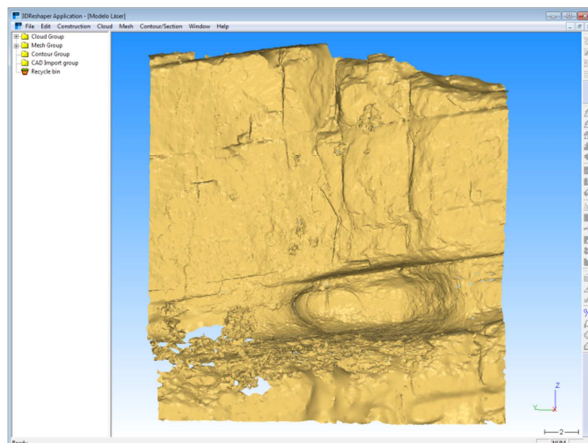 3DReshaper Application - [Modelo Láser]
File Edit Construction Cloud Mesh Contour/Section Window Help
Cloud Group
Mesh Group
Contour Group
CAD Import group
Recycle bin
Z
Y
2
Ready
NUM